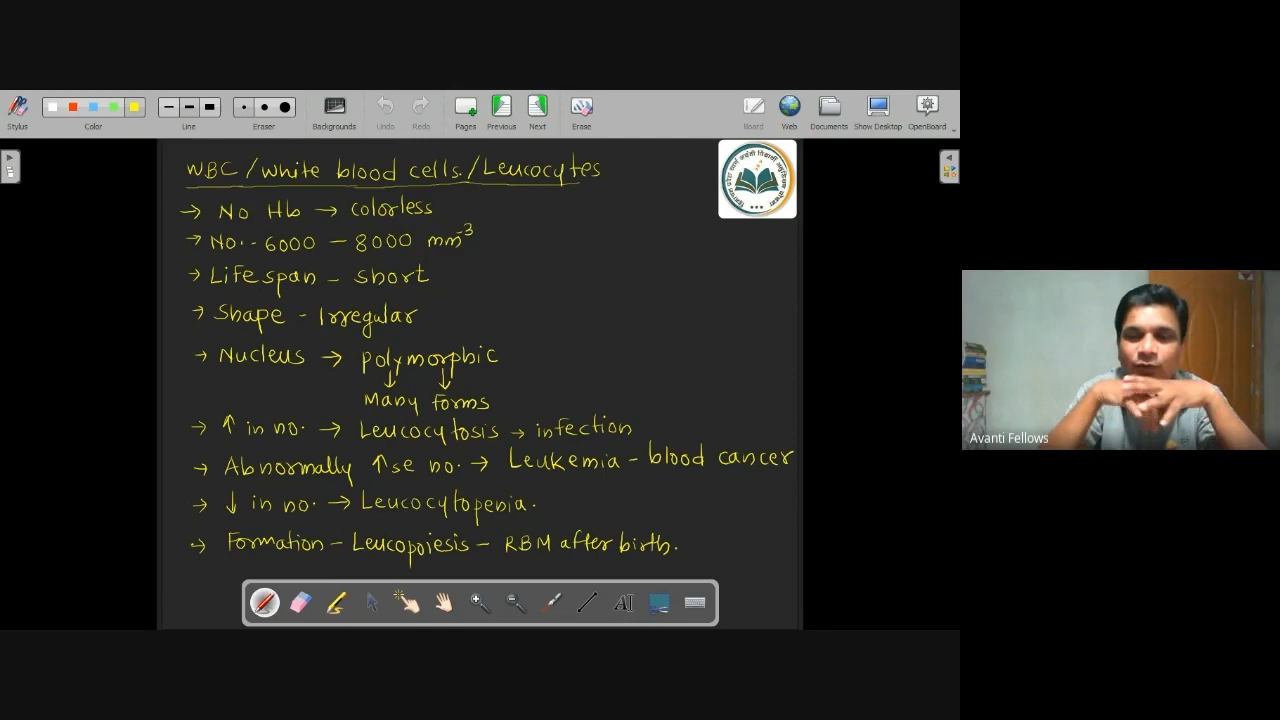 Stylus
Color
Line
Eraser
Backgrounds
Undo
Redo
Pages
Previous
Next
Erase
Board
Web
Documents
Show Desktop
OpenBoard
WBC/White blood cells./Leucocytes
→ No Hb → colorless
→ No.- 6000 – 8000 mm⁻³
→ Lifespan – short
→ Shape – Irregular
→ Nucleus → polymorphic
↓ ↓
Many forms
→ ↑ in no. → Leucocytosis → infection
→ Abnormally ↑se no. → Leukemia – blood cancer
→ ↓ in no. → Leucocytopenia.
→ Formation – Leucopoiesis – RBM after birth.
AI
Avanti Fellows